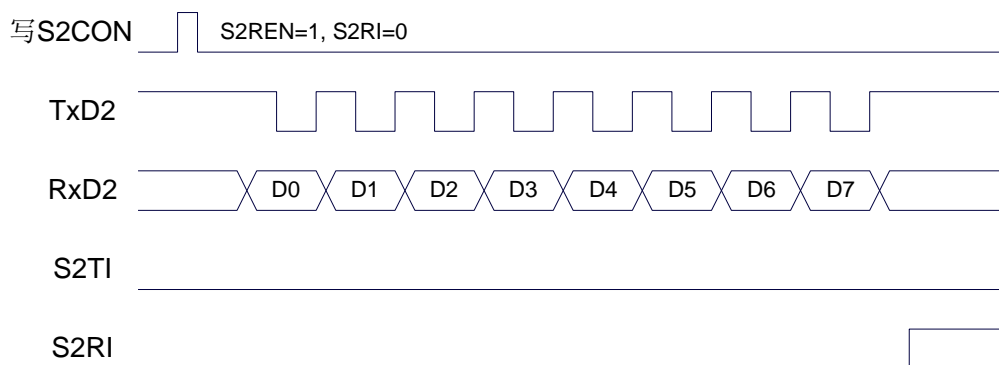 写S2CON S2REN=1, S2RI=0
TxD2
RxD2 D0 D1 D2 D3 D4 D5 D6 D7
S2TI
S2RI